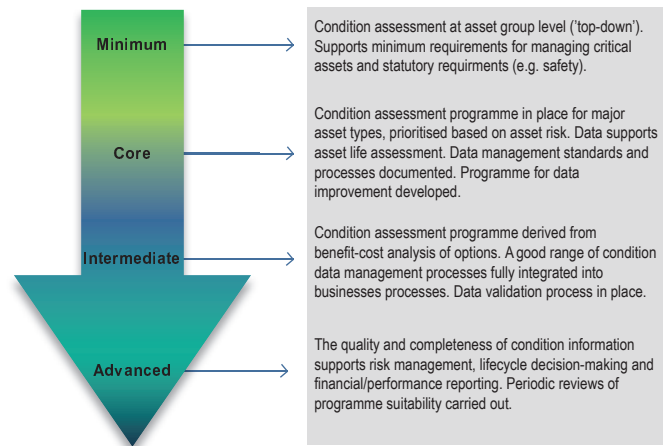 Minimum
Condition assessment at asset group level ('top-down').
Supports minimum requirements for managing critical
assets and statutory requirments (e.g. safety).
Core
Condition assessment programme in place for major
asset types, prioritised based on asset risk. Data supports
asset life assessment. Data management standards and
processes documented. Programme for data
improvement developed.
Intermediate
Condition assessment programme derived from
benefit-cost analysis of options. A good range of condition
data management processes fully integrated into
businesses processes. Data validation process in place.
Advanced
The quality and completeness of condition information
supports risk management, lifecycle decision-making and
financial/performance reporting. Periodic reviews of
programme suitability carried out.